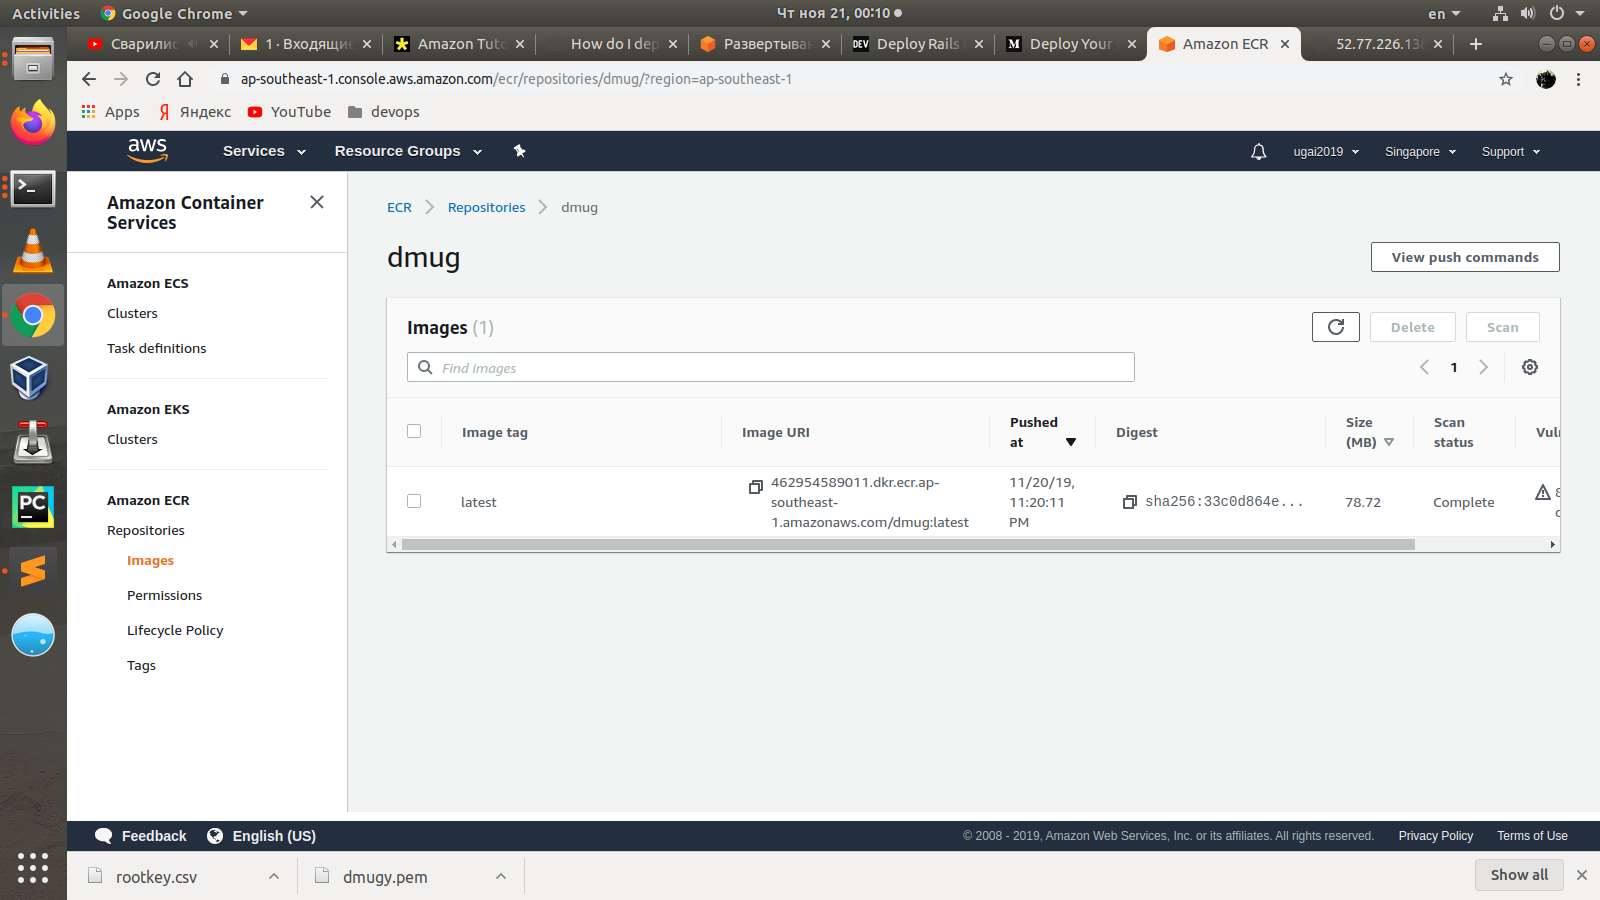 Activities
Google Chrome
Чт ноя 21, 00:10
en
Сварилис
1 · Входящие
Amazon Tuto
How do I dep
Развертыван
Deploy Rails
Deploy Your
Amazon ECR
52.77.226.138
ap-southeast-1.console.aws.amazon.com/ecr/repositories/dmug/?region=ap-southeast-1
Apps
Яндекс
YouTube
devops
aws
Services
Resource Groups
ugai2019
Singapore
Support
Amazon Container
Services
Amazon ECS
Clusters
Task definitions
Amazon EKS
Clusters
Amazon ECR
Repositories
Images
Permissions
Lifecycle Policy
Tags
ECR
Repositories
dmug
dmug
View push commands
Images (1)
Delete
Scan
Find images
1
Image tag
Image URI
Pushed
at
Digest
Size
(MB)
Scan
status
Vuln
latest
462954589011.dkr.ecr.ap-
southeast-
1.amazonaws.com/dmug:latest
11/20/19,
11:20:11
PM
sha256:33c0d864e...
78.72
Complete
Feedback
English (US)
© 2008 - 2019, Amazon Web Services, Inc. or its affiliates. All rights reserved.
Privacy Policy
Terms of Use
rootkey.csv
dmugy.pem
Show all